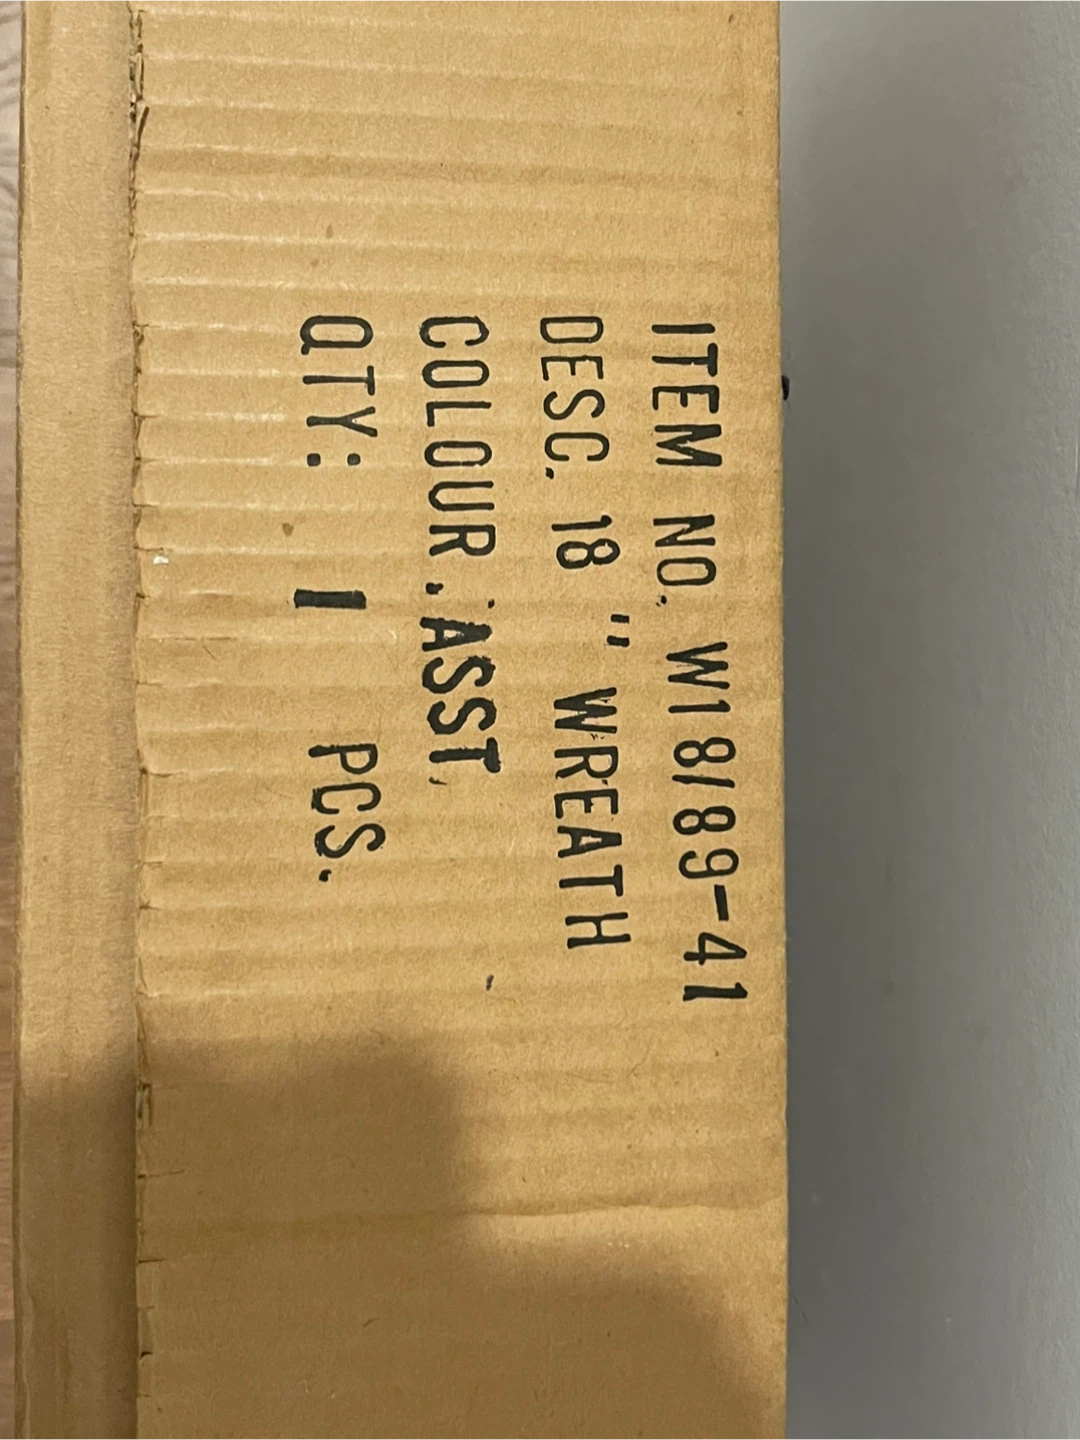 ITEM NO. W18/89-41
DESC. 18 " WREATH
COLOUR. ASST.
QTY: 1 PCS.